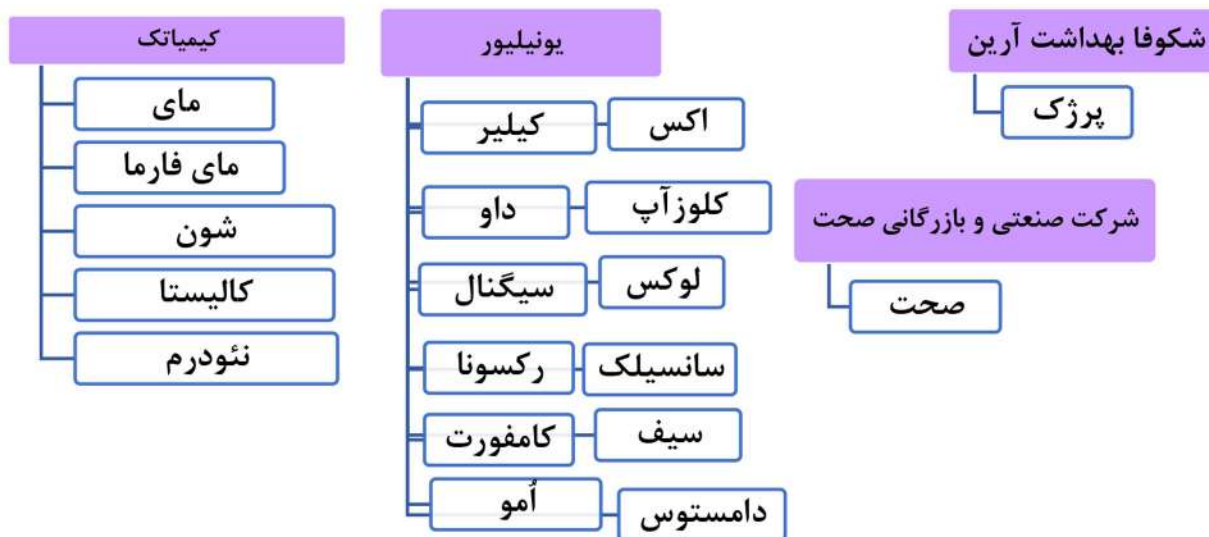 شکوفا بهداشت آرین
پرژک
شرکت صنعتی و بازرگانی صحت
صحت
یونیلیور
اکس
کیلیر
کلوزآپ
داو
لوکس
سیگنال
سانسیلک
رکسونا
سیف
کامفورت
دامستوس
اُمو
کیمیاتک
مای
مای فارما
شون
کالیستا
نئودرم